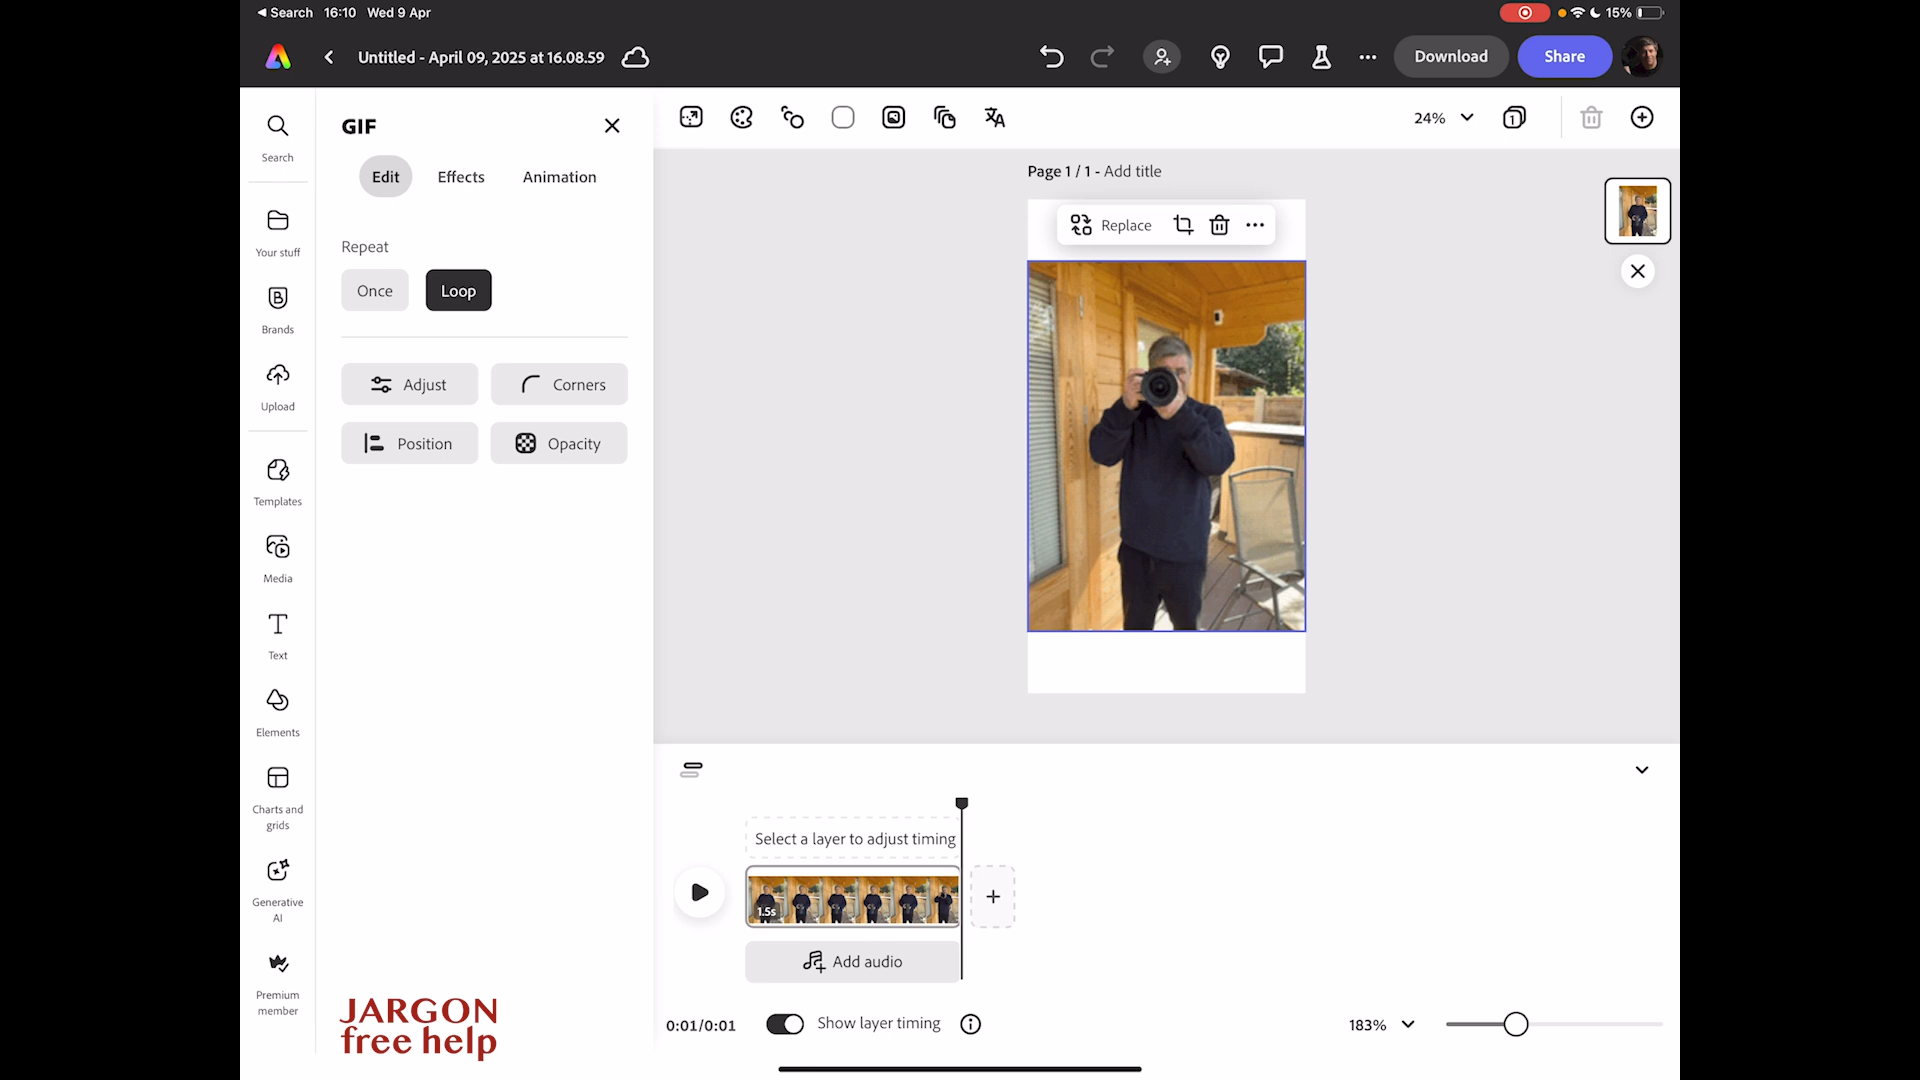 Search 16:10 Wed 9 Apr
15%
Untitled - April 09, 2025 at 16.08.59
Download
Share
Search
Your stuff
Brands
Upload
Templates
Media
Text
Elements
Charts and
grids
Generative
AI
Premium
member
GIF
Edit
Effects
Animation
Repeat
Once
Loop
Adjust
Corners
Position
Opacity
24%
1
Page 1 / 1 - Add title
Replace
Select a layer to adjust timing
1.5s
Add audio
0:01/0:01
Show layer timing
183%
JARGON
free help